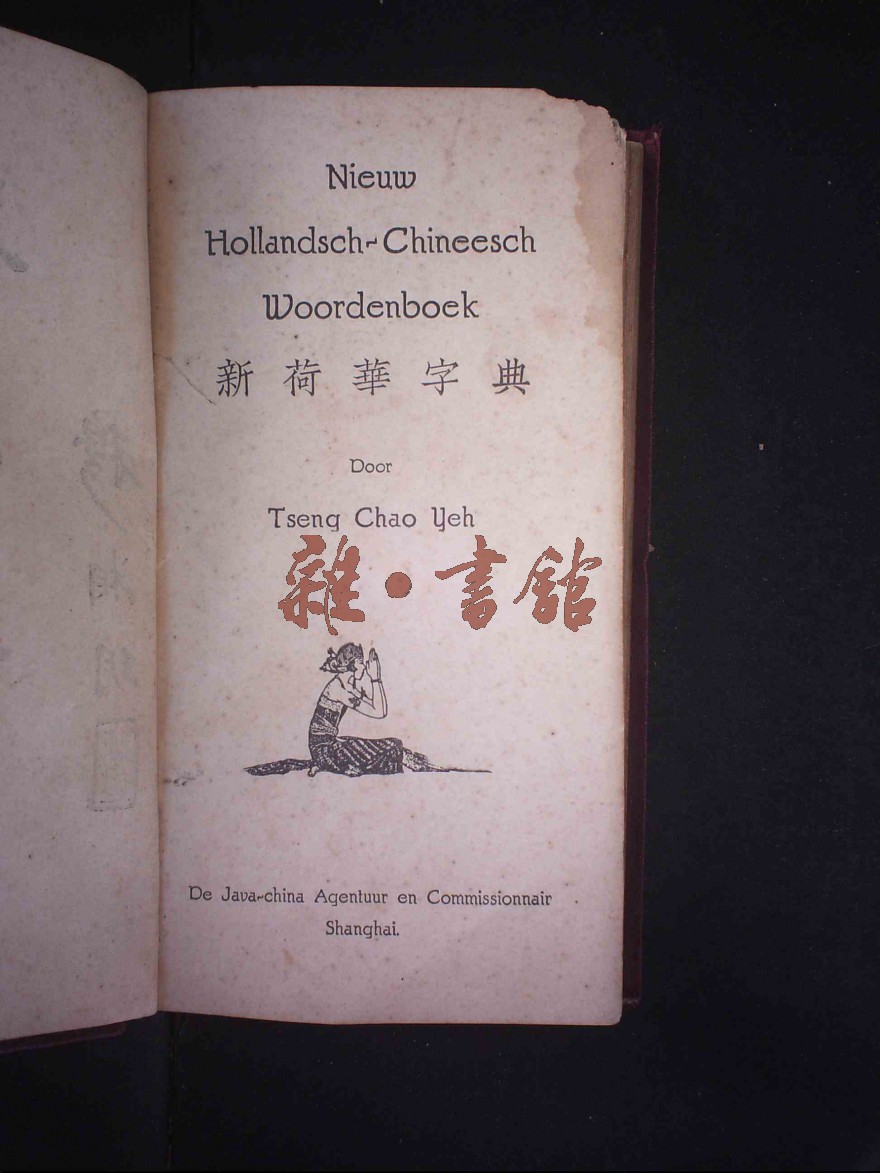 Nieuw
Hollandsch-Chineesch
Woordenboek
新荷華字典
Door
Tseng Chao Yeh
雜·書館
De Java-china Agentuur en Commissionnair
Shanghai.